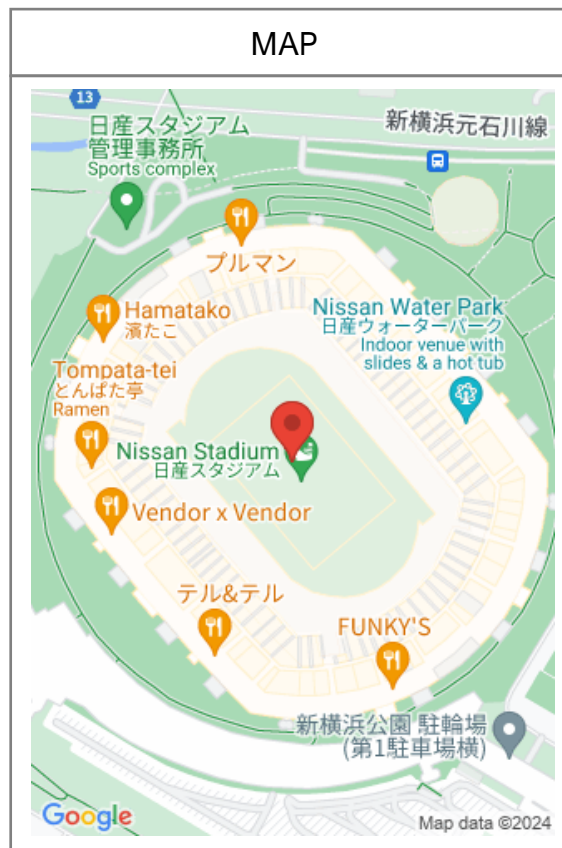 MAP
13
日産スタジアム
管理事務所
Sports complex
新横浜元石川線
プルマン
Hamatako
濱たこ
Nissan Water Park
日産ウォーターパーク
Indoor venue with
slides & a hot tub
Tompata-tei
とんぱた亭
Ramen
Nissan Stadium
日産スタジアム
Vendor x Vendor
テル&テル
FUNKY'S
新横浜公園 駐輪場
(第1駐車場横)
Google
Map data ©2024